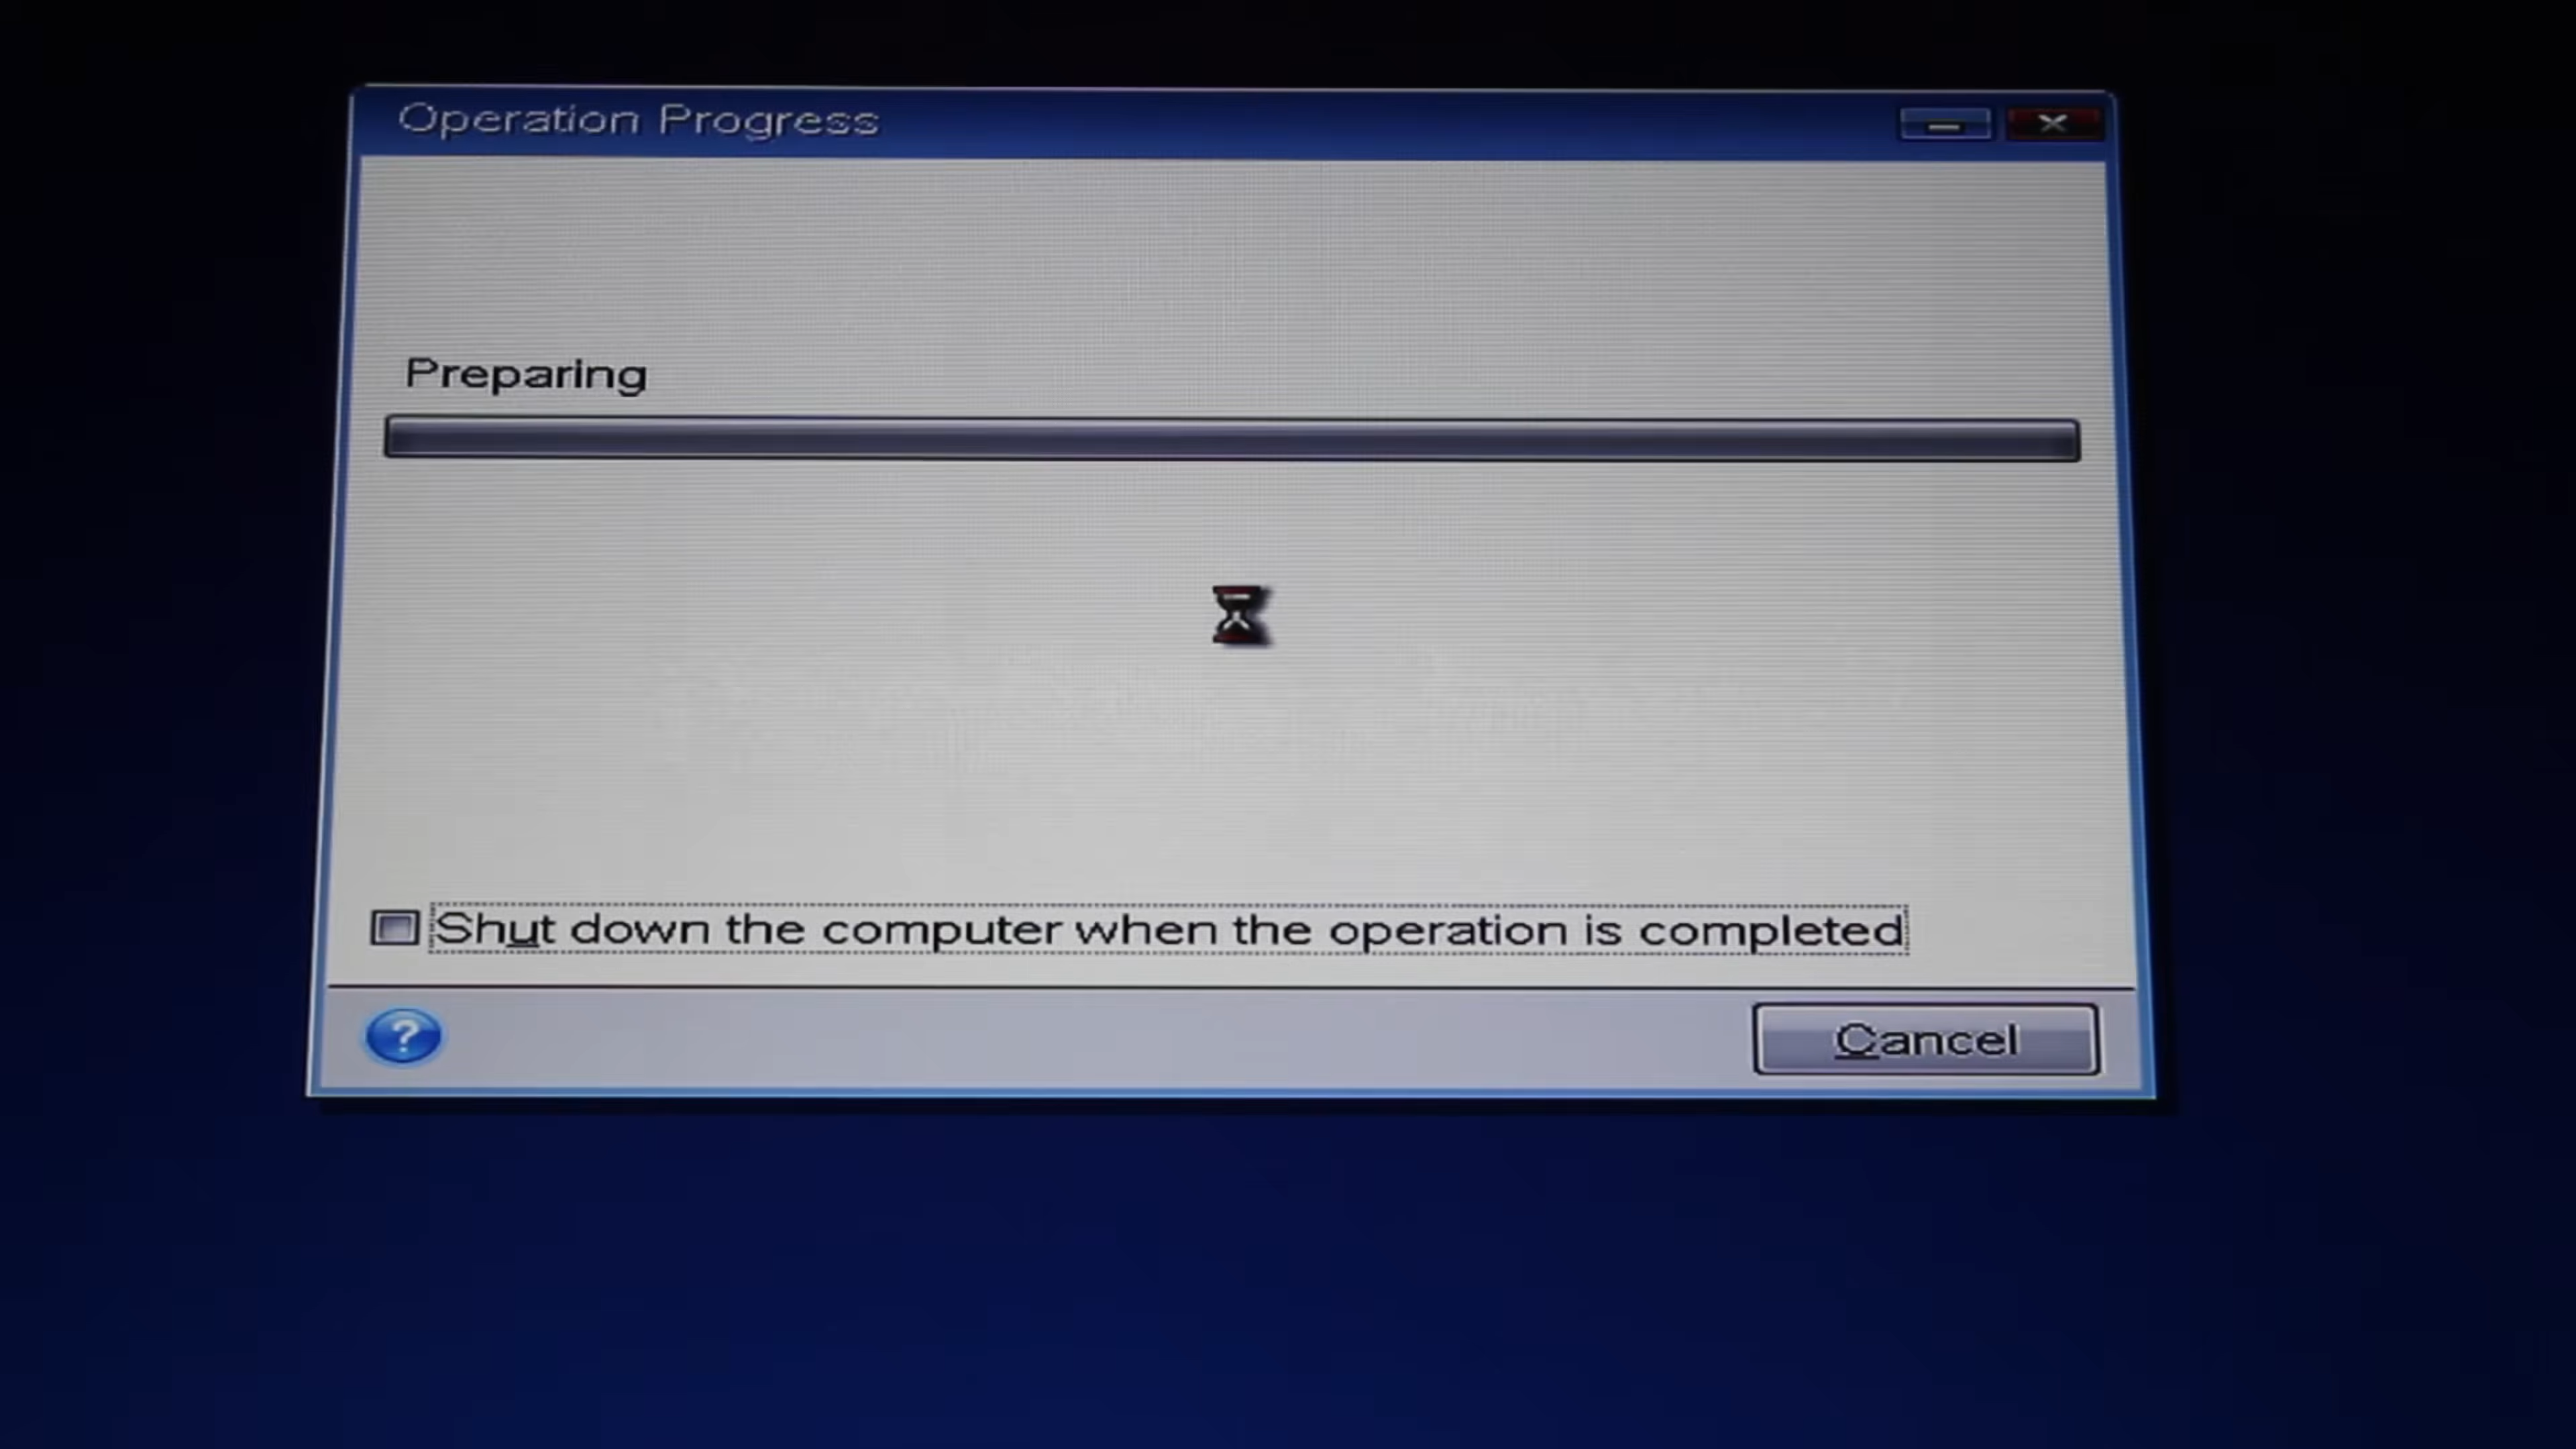 Operation Progress
Preparing
Shut down the computer when the operation is completed
?
Cancel